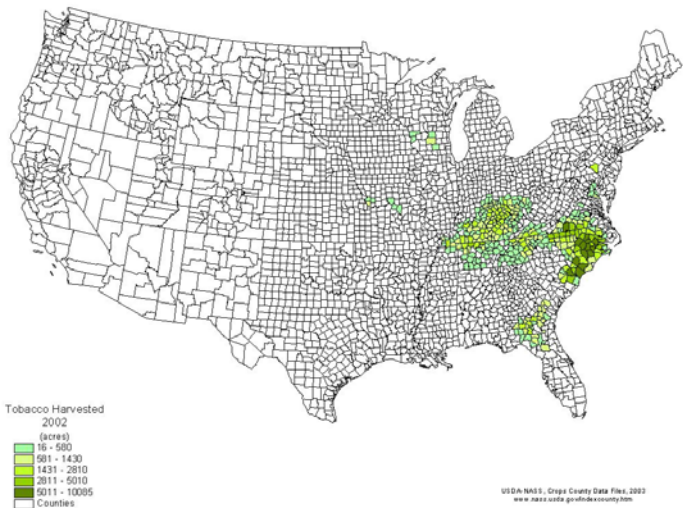 Tobacco Harvested
2002
(acres)
16 - 580
581 - 1430
1431 - 2810
2811 - 5010
5011 - 10085
Counties
USDA-NASS, Crops County Data Files, 2003
www.nass.usda.gov/indexcounty.htm